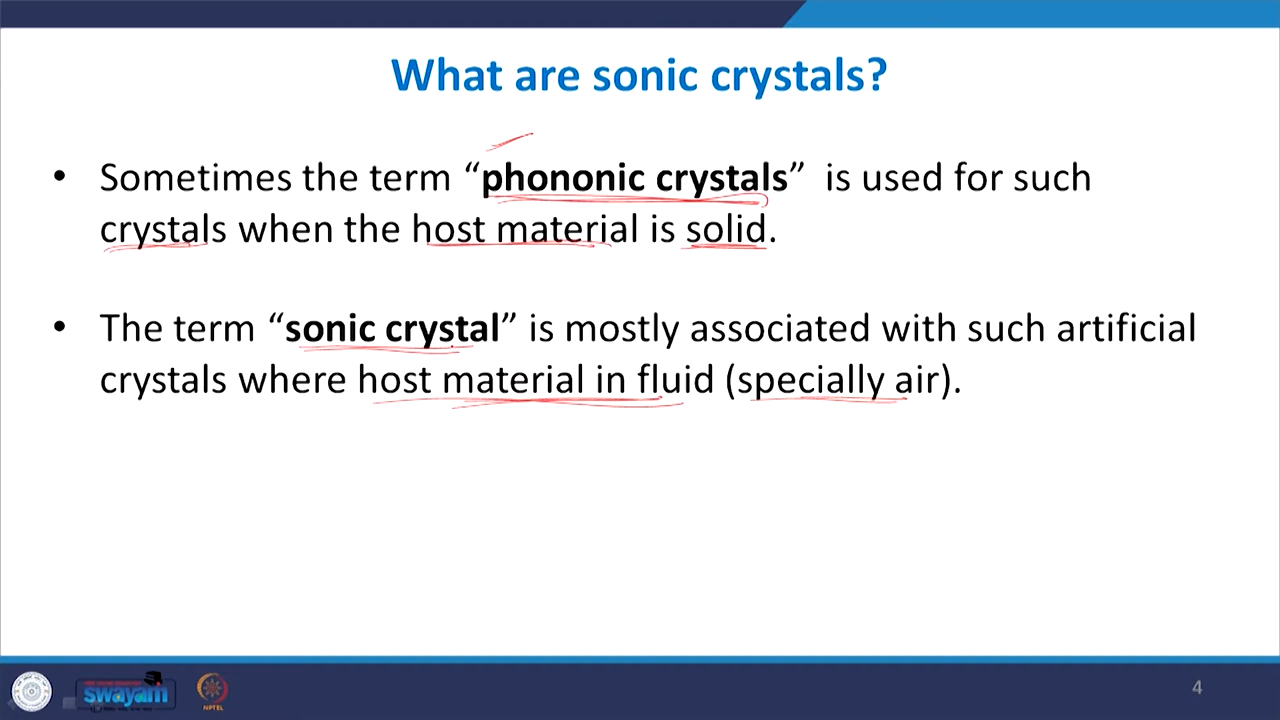 What are sonic crystals?
• Sometimes the term “phononic crystals” is used for such
crystals when the host material is solid.
• The term “sonic crystal” is mostly associated with such artificial
crystals where host material in fluid (specially air).
swayam
NPTEL
4